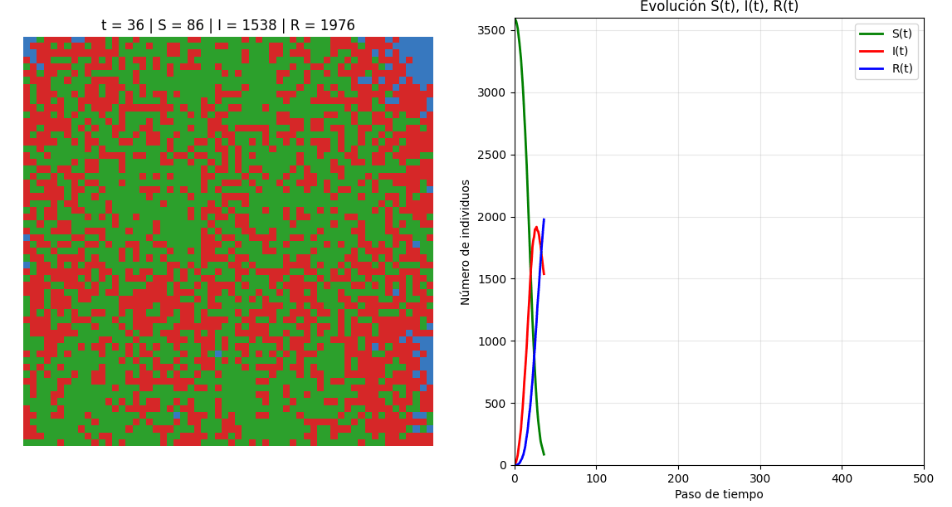 t = 36 | S = 86 | I = 1538 | R = 1976
Evolución S(t), I(t), R(t)
S(t)
I(t)
R(t)
Número de individuos
3500
3000
2500
2000
1500
1000
500
0
0 100 200 300 400 500
Paso de tiempo